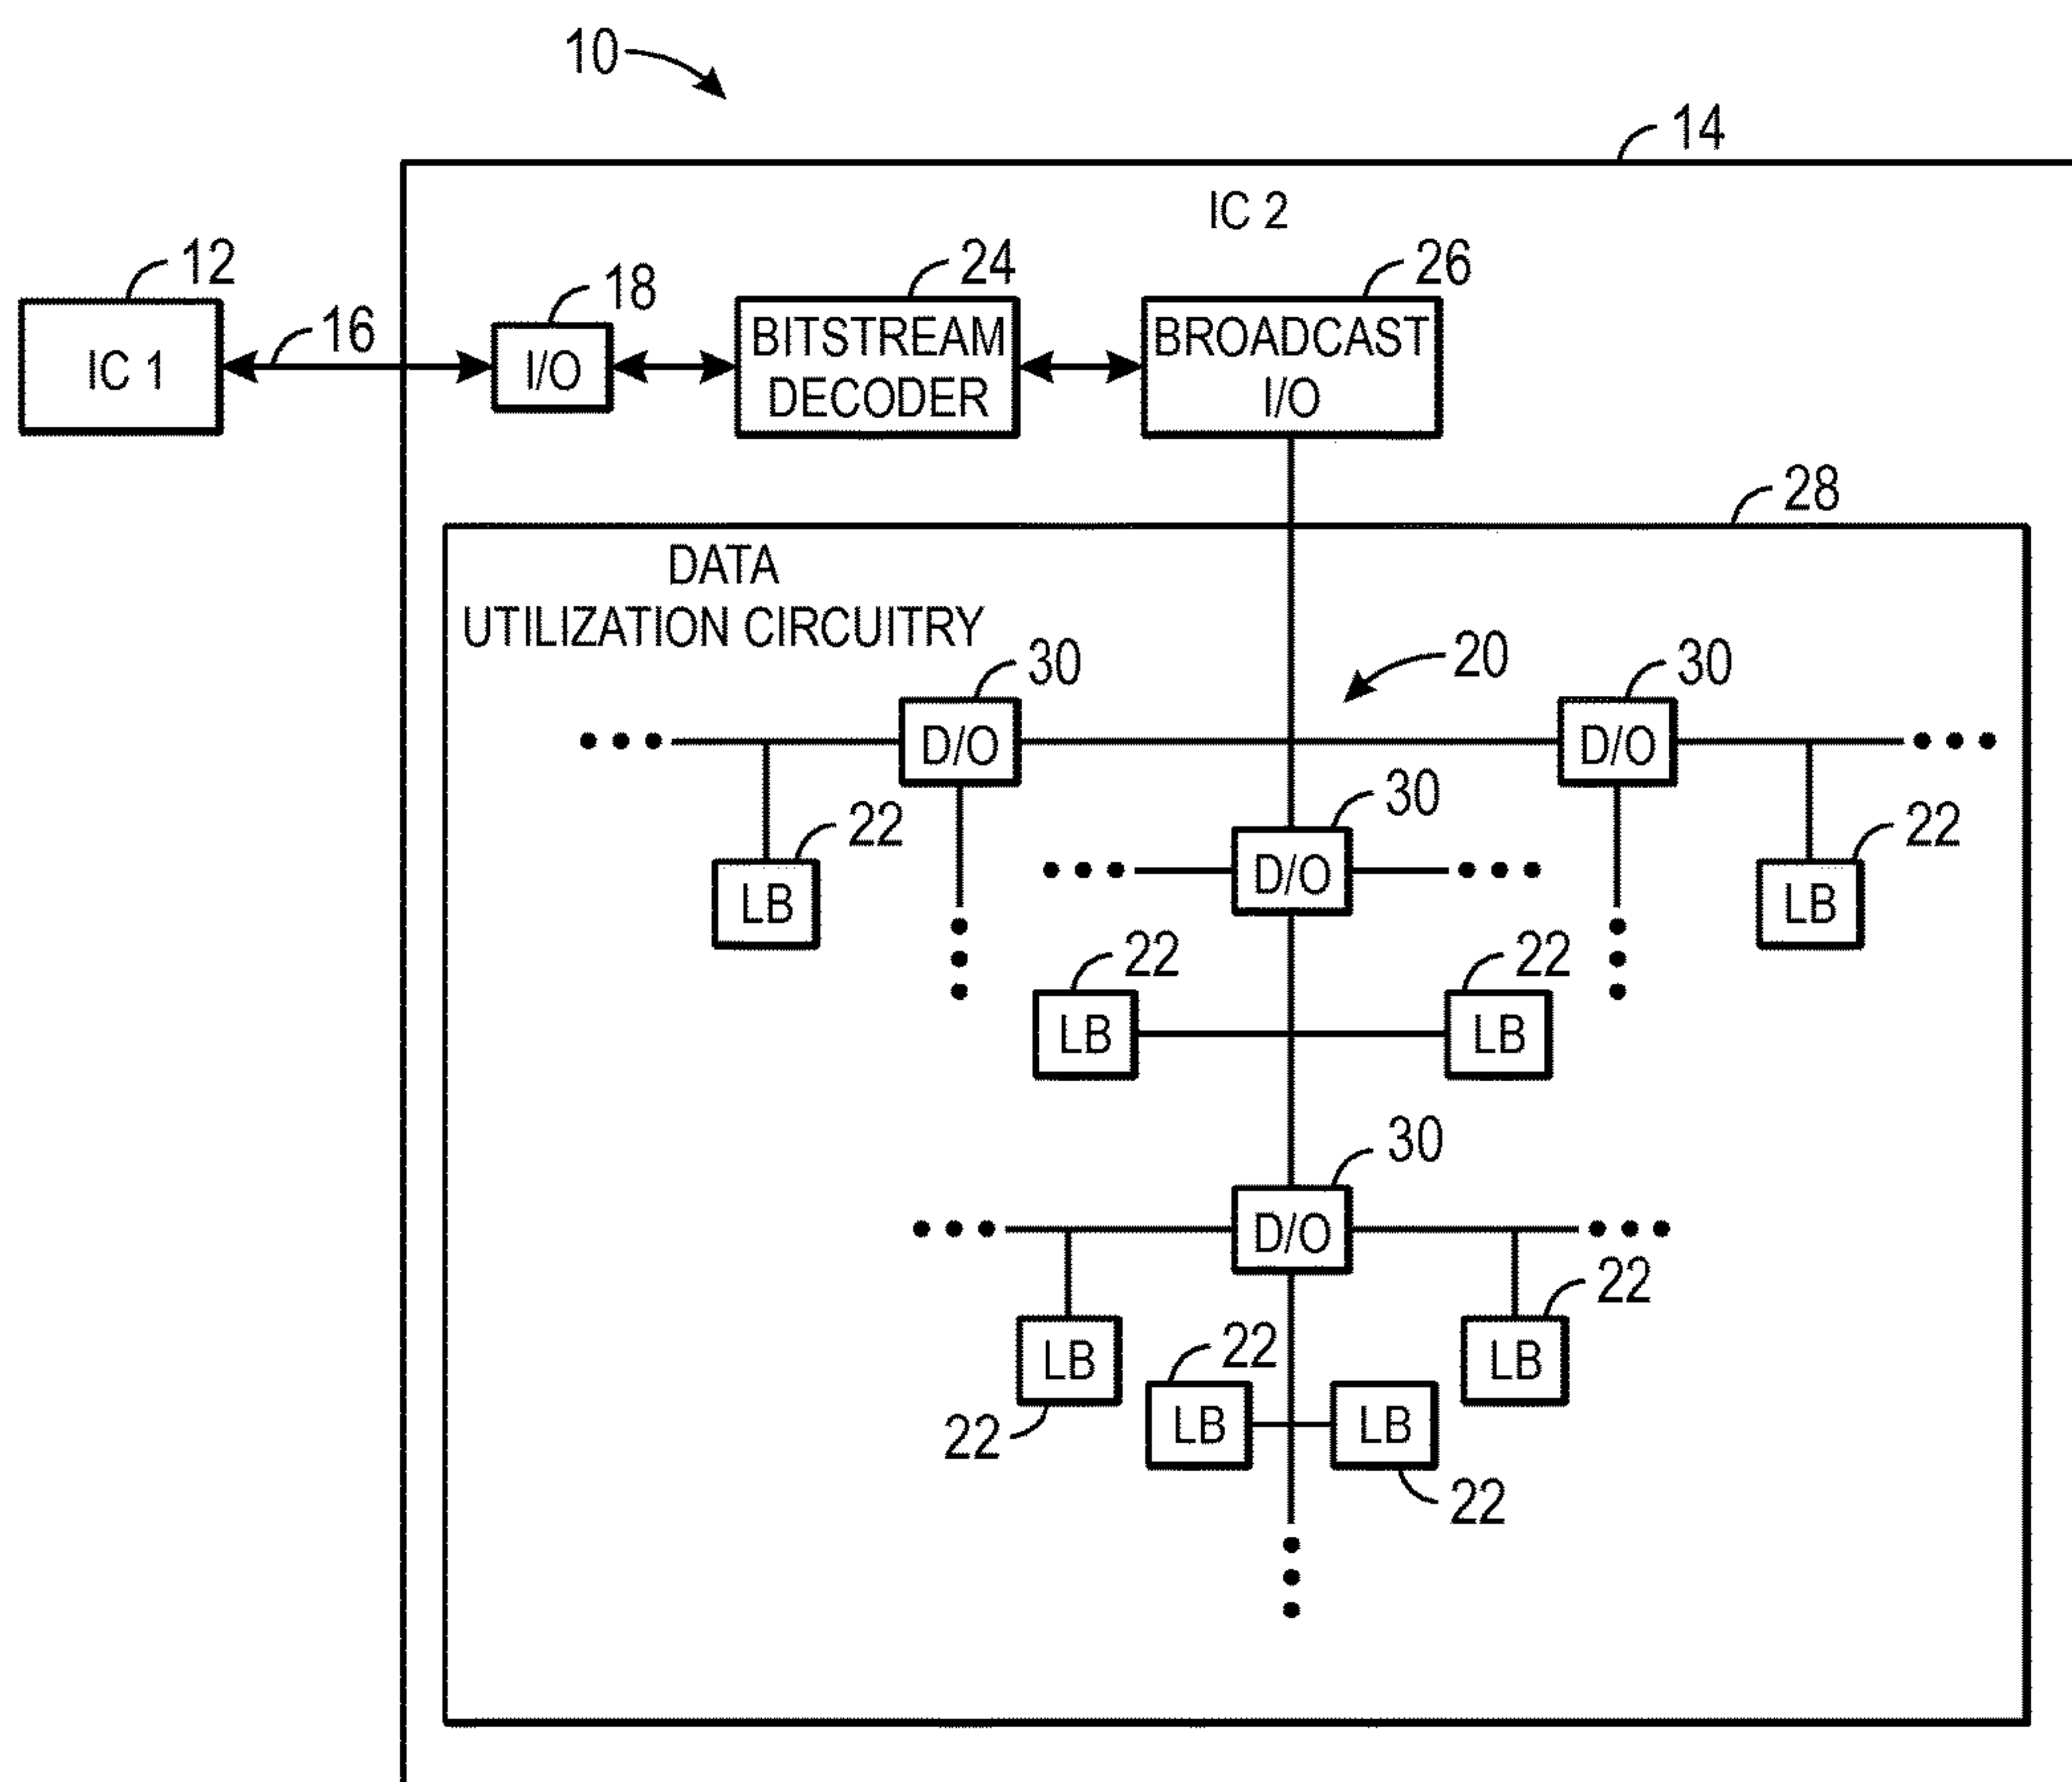 10
14
IC 2
12
16
18
24
26
IC 1
I/O
BITSTREAM
DECODER
BROADCAST
I/O
28
DATA
UTILIZATION CIRCUITRY
20
30
30
D/O
D/O
30
22
22
D/O
LB
LB
22
22
LB
LB
30
D/O
22
22
LB
LB
22
LB
LB
22
22